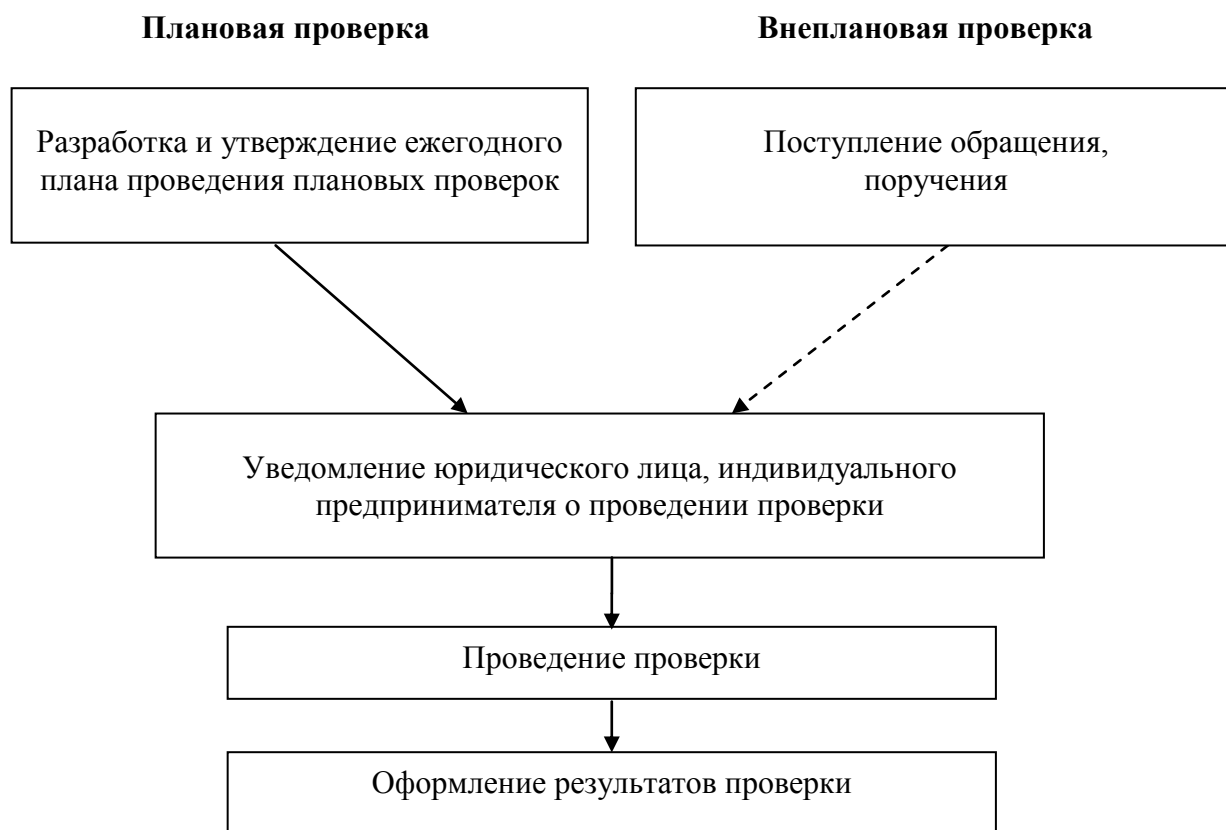 Плановая проверка
Внеплановая проверка
Разработка и утверждение ежегодного
плана проведения плановых проверок
Поступление обращения,
поручения
Уведомление юридического лица, индивидуального
предпринимателя о проведении проверки
Проведение проверки
Оформление результатов проверки